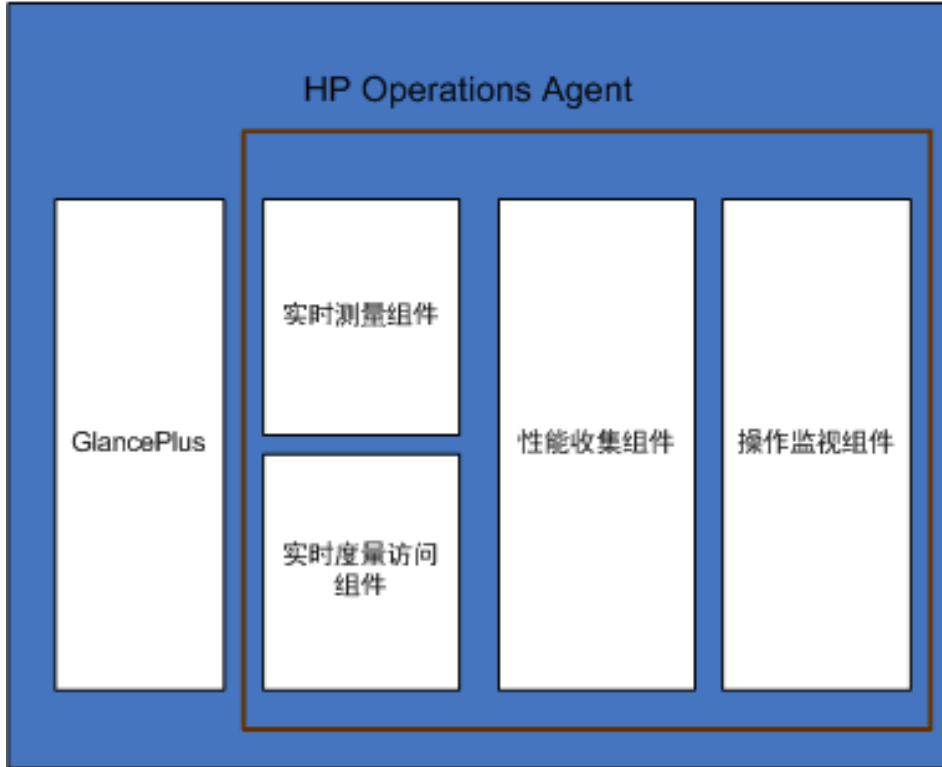 HP Operations Agent
GlancePlus
实时测量组件
实时度量访问
组件
性能收集组件
操作监视组件